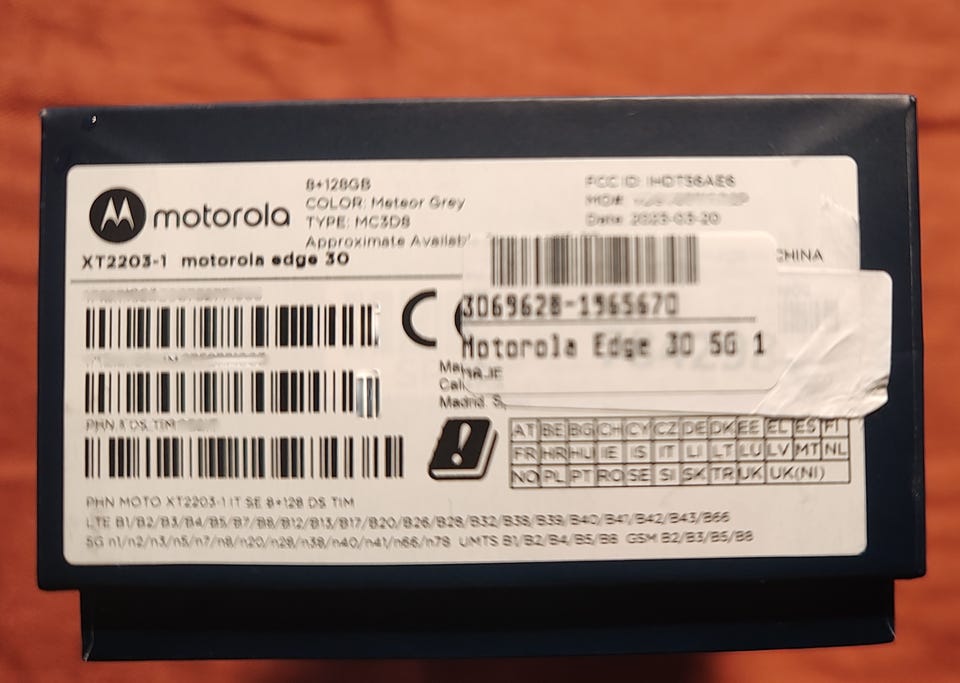 motorola
8+128GB
COLOR: Meteor Grey
TYPE: MC3D8
Approximate Availabl
XT2203-1 motorola edge 30
FCC ID: IHDT56AE6
MD#:
Date: 2023-03-20
CHINA
3069628-1965670
Motorola Edge 30 5G 1
CE
Madrid. S,
AT BE BG CH CY CZ DE DK EE EL ES FI
FR HR HU IE IS IT LI LT LU LV MT NL
NO PL PT RO SE SI SK TR UK UK(NI)
PHN MOTO XT2203-1 IT SE 8+128 DS TIM
LTE B1/B2/B3/B4/B5/B7/B8/B12/B13/B17/B20/B26/B28/B32/B38/B39/B40/B41/B42/B43/B66
5G n1/n2/n3/n5/n7/n8/n20/n28/n38/n40/n41/n66/n78 UMTS B1/B2/B4/B5/B8 GSM B2/B3/B5/B8